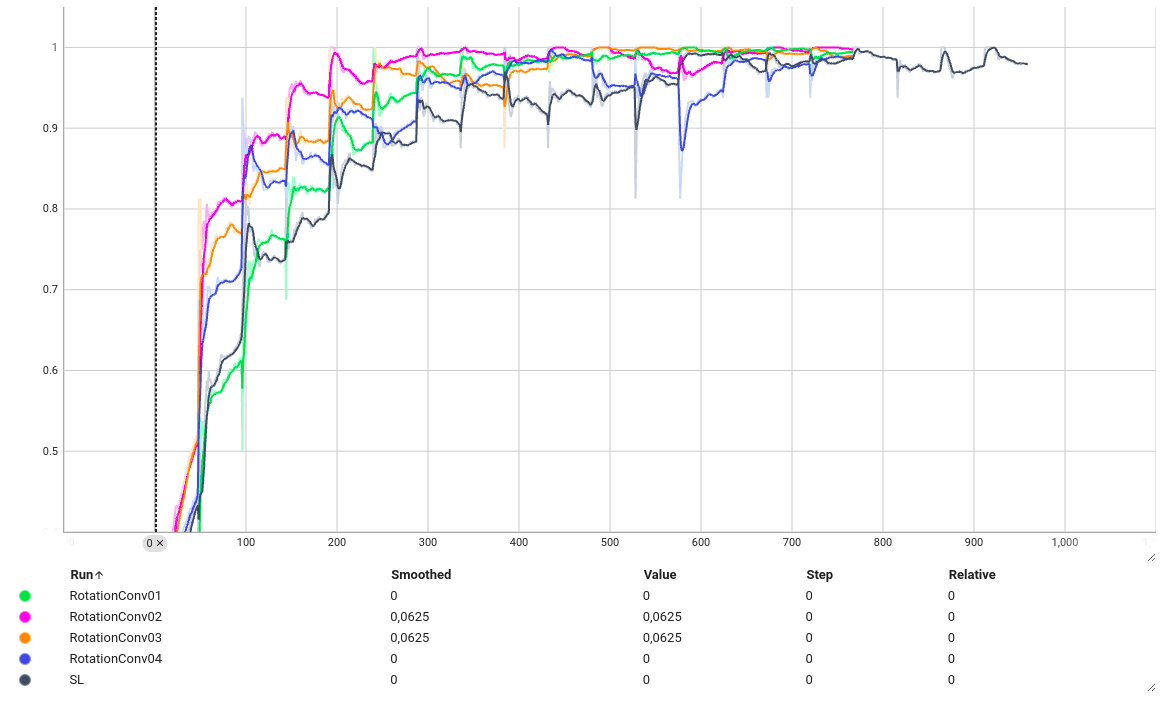 1
0.9
0.8
0.7
0.6
0.5
0 ✕ 100 200 300 400 500 600 700 800 900 1,000
Run↑ Smoothed Value Step Relative
RotationConv01 0 0 0 0
RotationConv02 0,0625 0,0625 0 0
RotationConv03 0,0625 0,0625 0 0
RotationConv04 0 0 0 0
SL 0 0 0 0